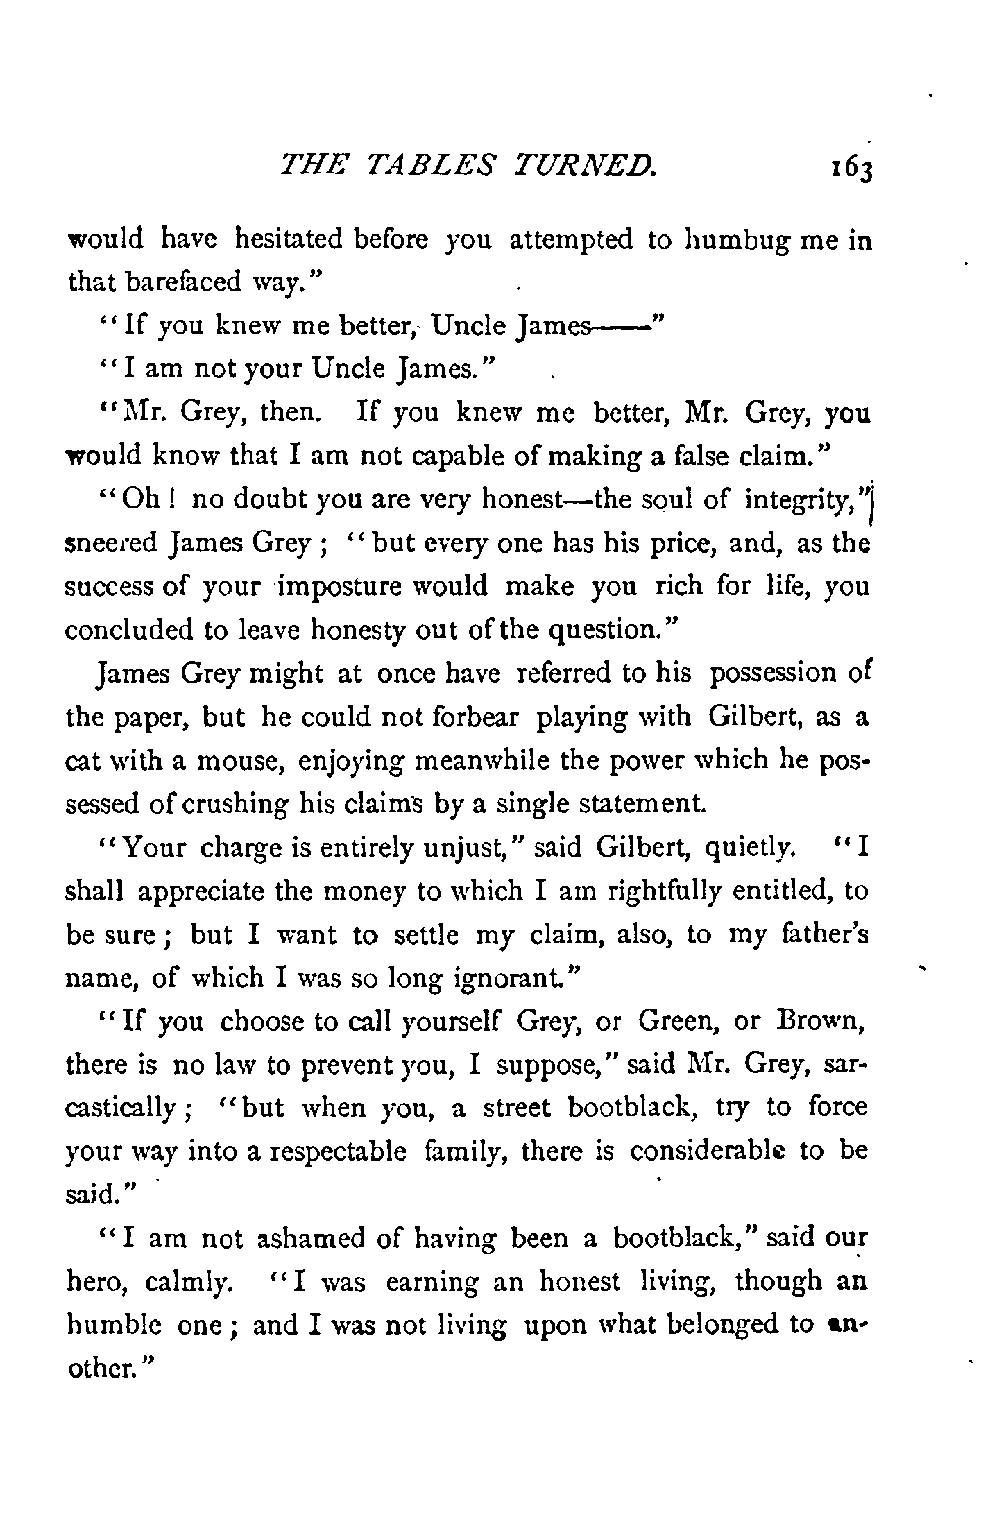 THE TABLES TURNED. 163
would have hesitated before you attempted to humbug me in
that barefaced way."
"If you knew me better, Uncle James——"
"I am not your Uncle James."
"Mr. Grey, then. If you knew me better, Mr. Grey, you
would know that I am not capable of making a false claim."
"Oh! no doubt you are very honest—the soul of integrity,"
sneered James Grey; "but every one has his price, and, as the
success of your imposture would make you rich for life, you
concluded to leave honesty out of the question."
James Grey might at once have referred to his possession of
the paper, but he could not forbear playing with Gilbert, as a
cat with a mouse, enjoying meanwhile the power which he pos-
sessed of crushing his claims by a single statement.
"Your charge is entirely unjust," said Gilbert, quietly. "I
shall appreciate the money to which I am rightfully entitled, to
be sure; but I want to settle my claim, also, to my father's
name, of which I was so long ignorant."
"If you choose to call yourself Grey, or Green, or Brown,
there is no law to prevent you, I suppose," said Mr. Grey, sar-
castically; "but when you, a street bootblack, try to force
your way into a respectable family, there is considerable to be
said."
"I am not ashamed of having been a bootblack," said our
hero, calmly. "I was earning an honest living, though an
humble one; and I was not living upon what belonged to an-
other."